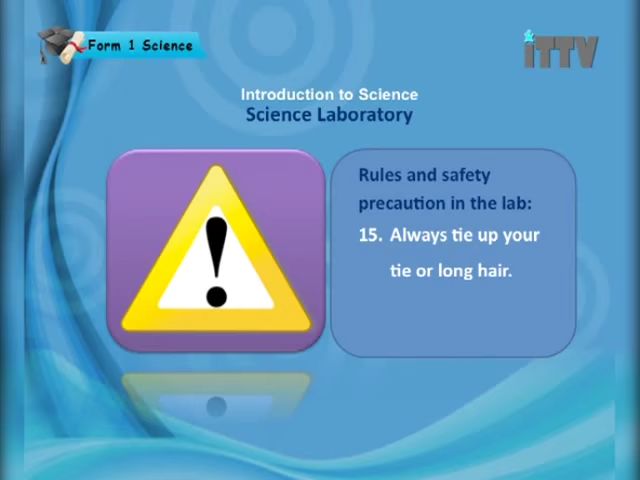 Form 1 Science
iTTV
Introduction to Science
Science Laboratory
Rules and safety
precaution in the lab:
15. Always tie up your
tie or long hair.